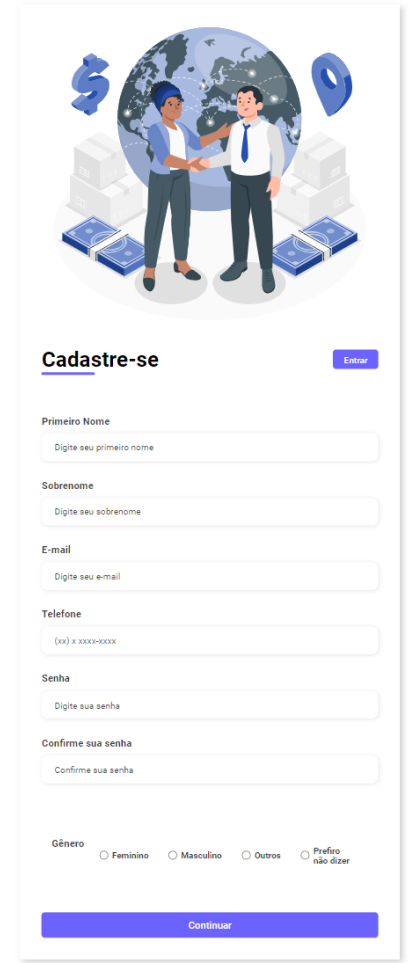 $
Cadastre-se
Entrar
Primeiro Nome
Digite seu primeiro nome
Sobrenome
Digite seu sobrenome
E-mail
Digite seu e-mail
Telefone
(xx) x xxxx-xxxx
Senha
Digite sua senha
Confirme sua senha
Confirme sua senha
Gênero
Feminino
Masculino
Outros
Prefiro
não dizer
Continuar